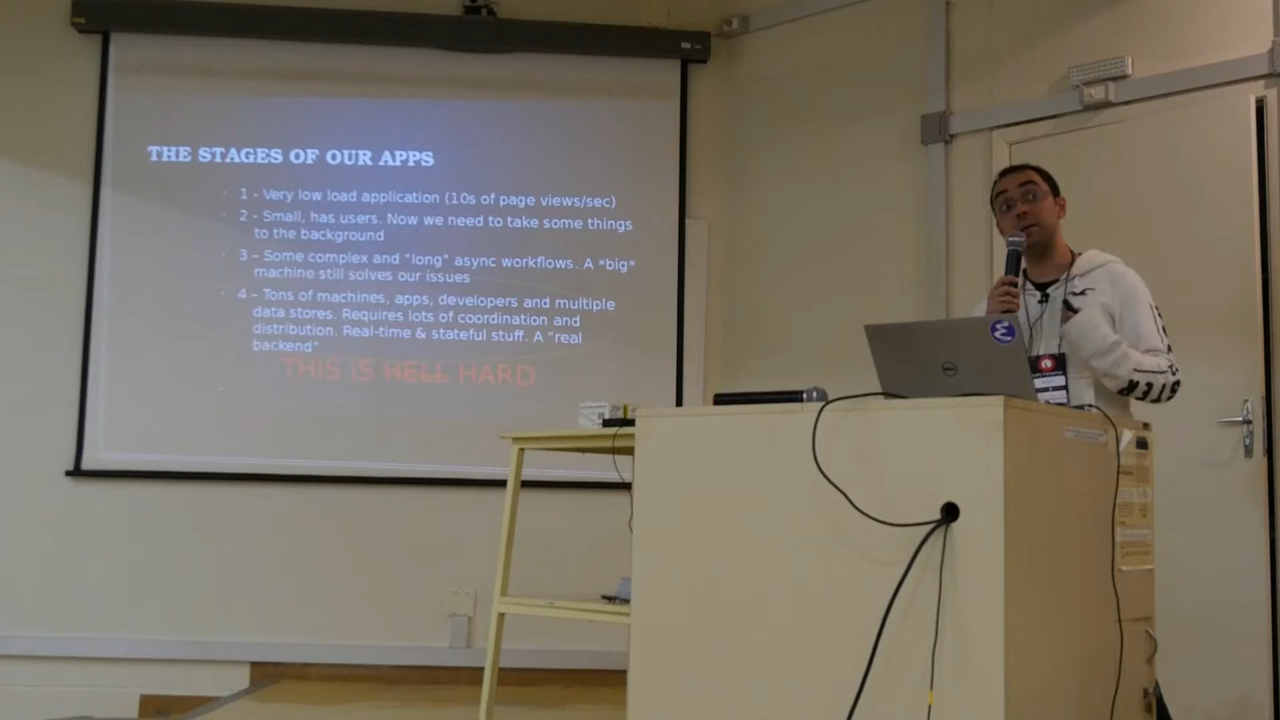 THE STAGES OF OUR APPS
1 - Very low load application (10s of page views/sec)
2 - Small, has users. Now we need to take some things
to the background
3 – Some complex and "long" async workflows. A *big*
machine still solves our issues
4 – Tons of machines, apps, developers and multiple
data stores. Requires lots of coordination and
distribution. Real-time & stateful stuff. A "real
backend"
THIS IS HELL HARD
DELL